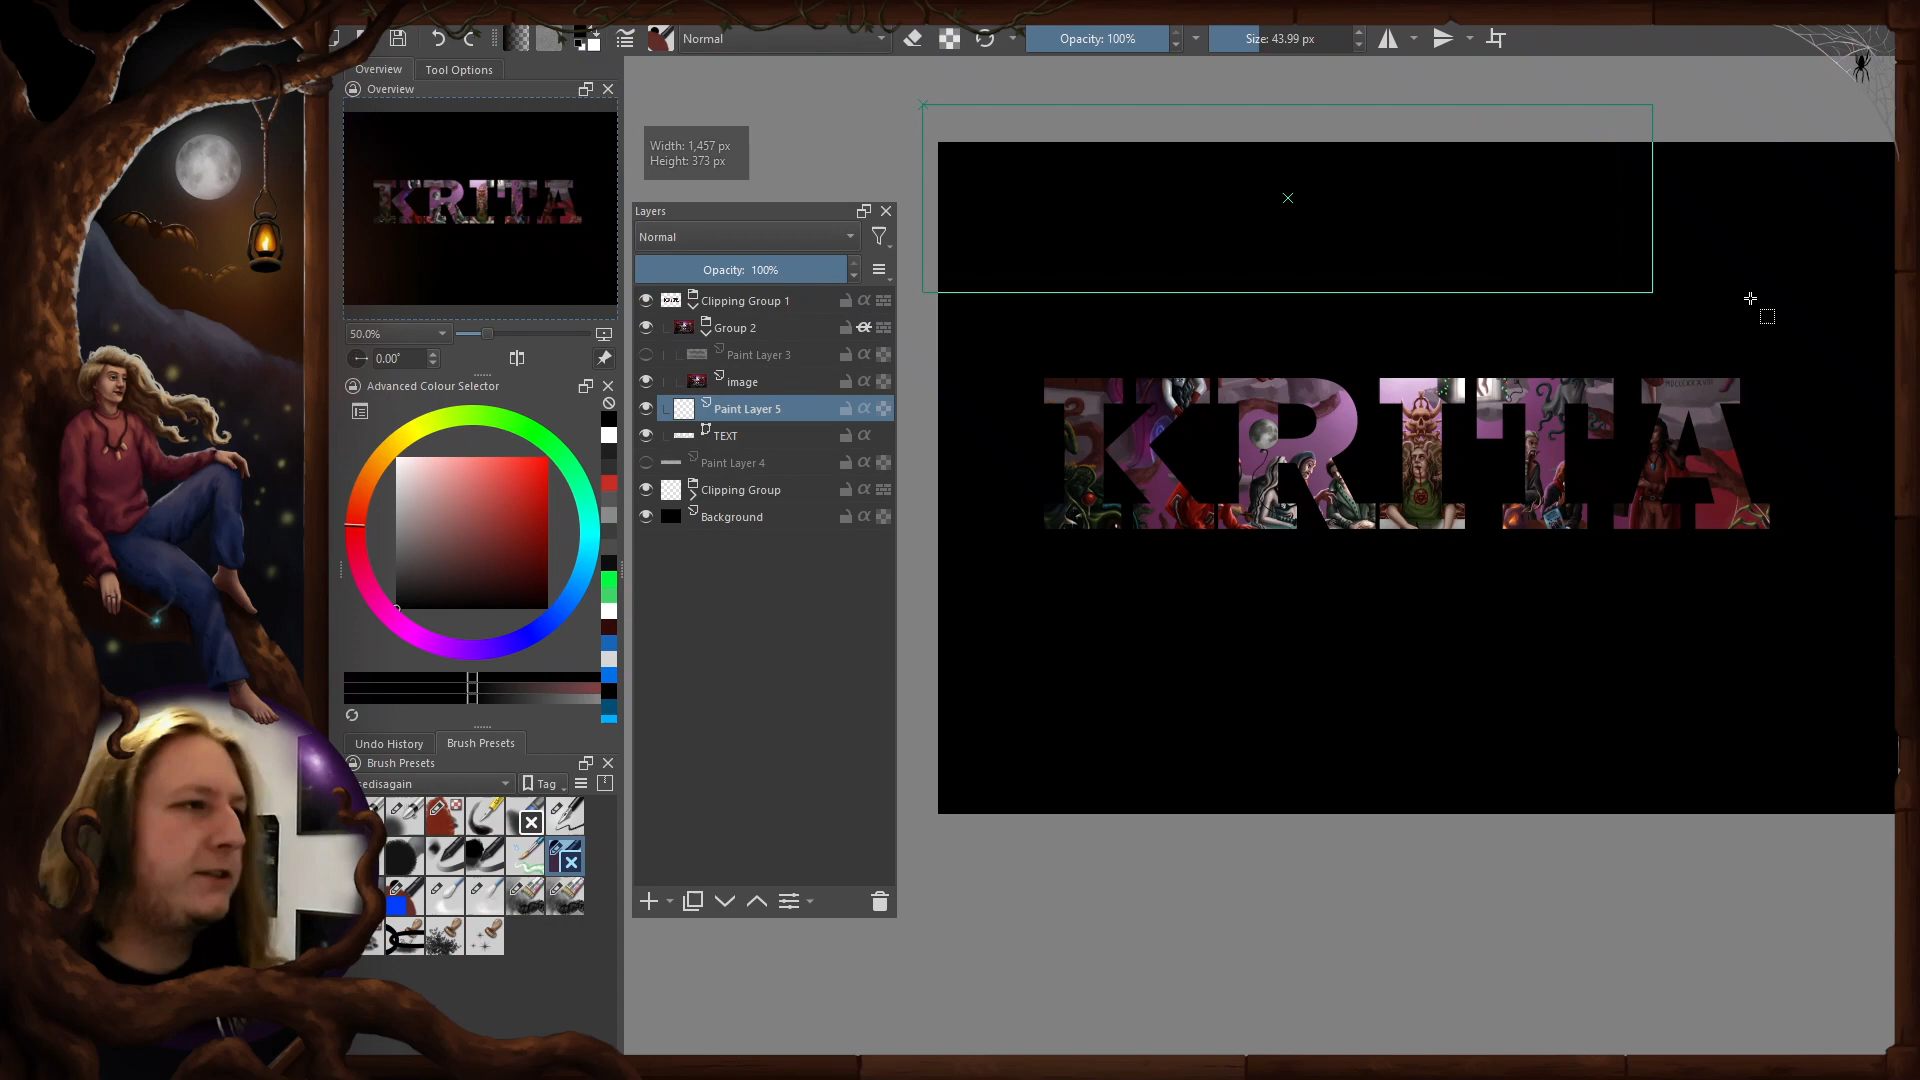 Normal
Opacity: 100%
Size: 43.99 px
Overview
Tool Options
Overview
KRITA
50.0%
0.00°
Advanced Colour Selector
Undo History
Brush Presets
Brush Presets
edisagain
Tag
Width: 1,457 px
Height: 373 px
Layers
Normal
Opacity: 100%
Clipping Group 1
Group 2
Paint Layer 3
image
Paint Layer 5
TEXT
Paint Layer 4
Clipping Group
Background
KRITA